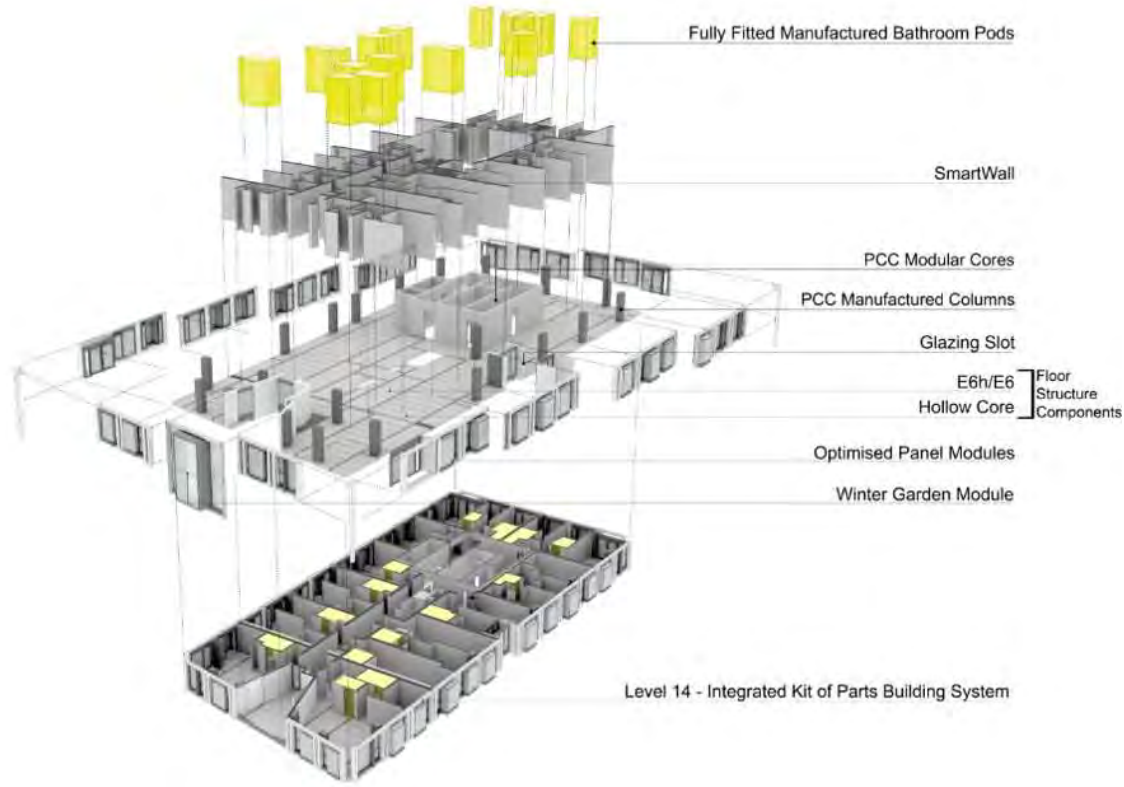 Fully Fitted Manufactured Bathroom Pods
SmartWall
PCC Modular Cores
PCC Manufactured Columns
Glazing Slot
E6h/E6
Hollow Core
Floor
Structure
Components
Optimised Panel Modules
Winter Garden Module
Level 14 - Integrated Kit of Parts Building System